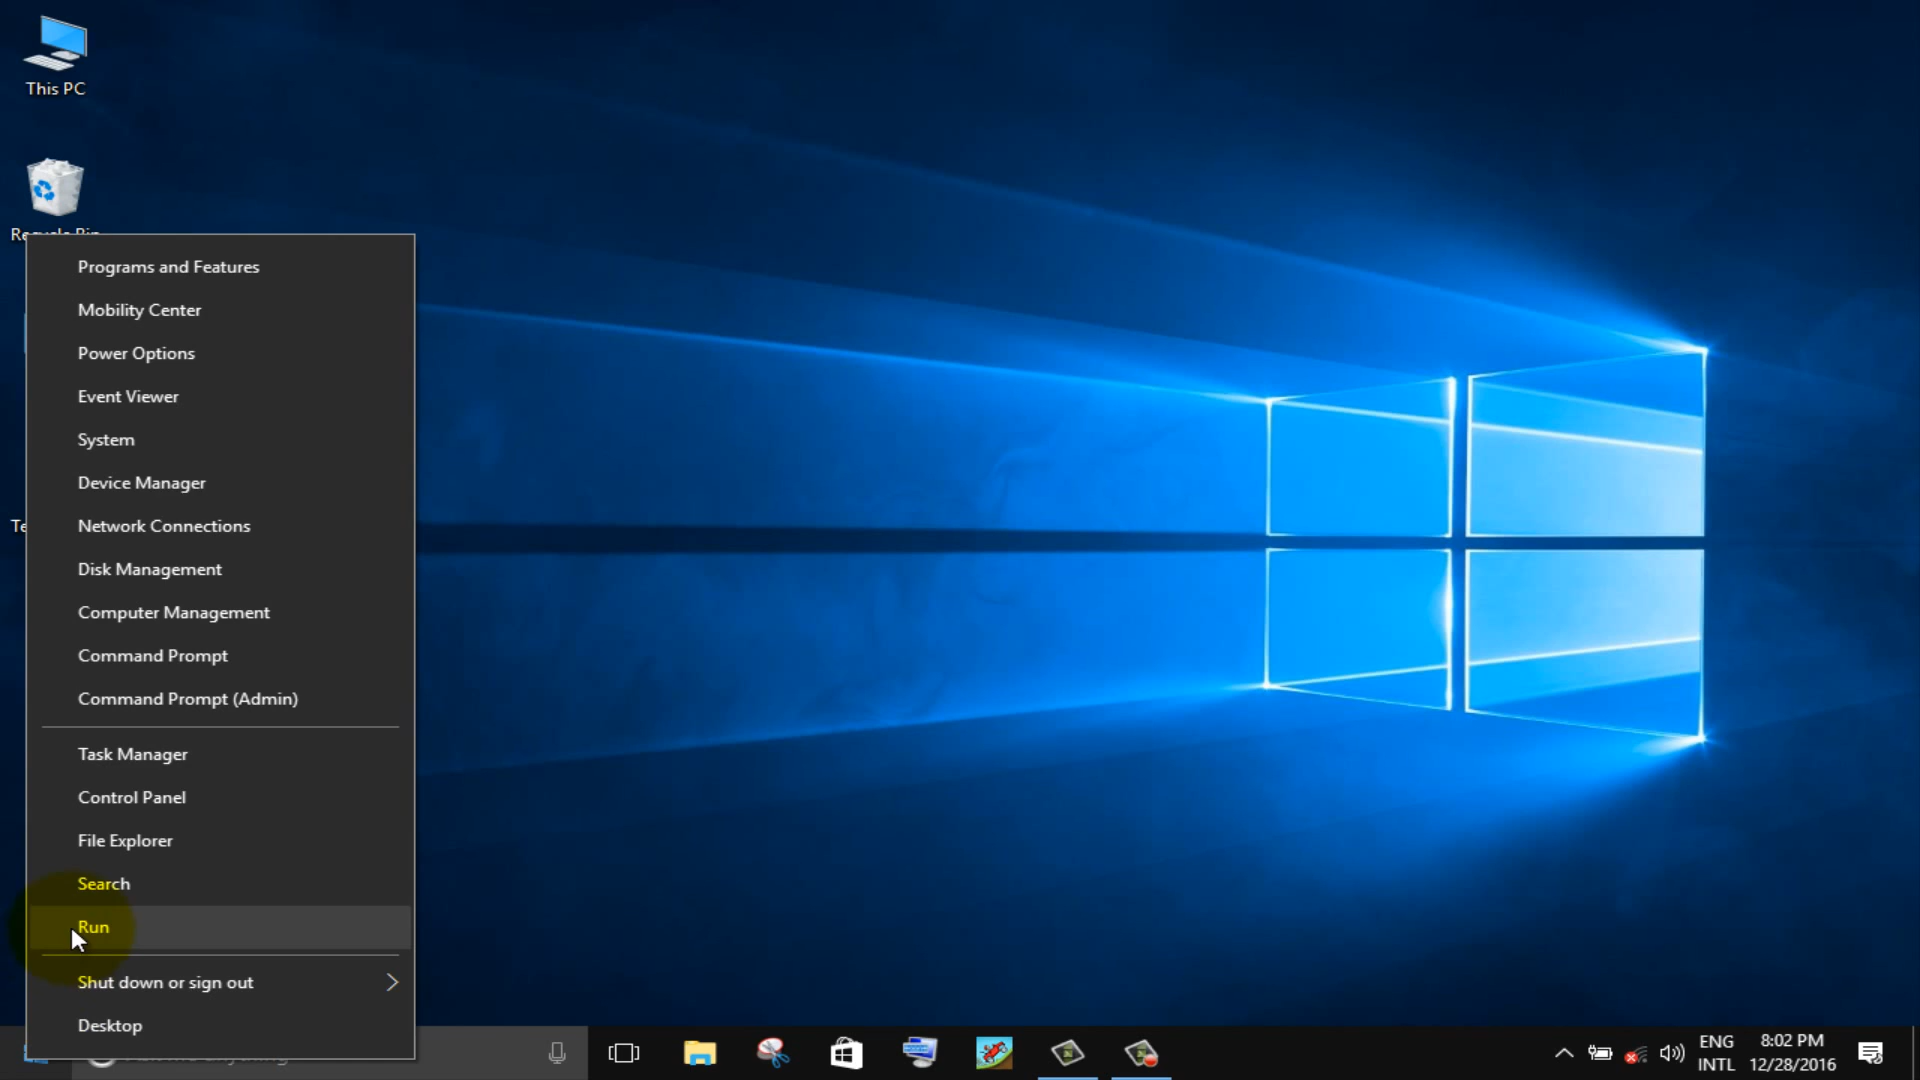 This PC
Recycle Bin
Programs and Features
Mobility Center
Power Options
Event Viewer
System
Device Manager
Network Connections
Te
Disk Management
Computer Management
Command Prompt
Command Prompt (Admin)
Task Manager
Control Panel
File Explorer
Search
Run
Shut down or sign out
Desktop
ENG
INTL
8:02 PM
12/28/2016